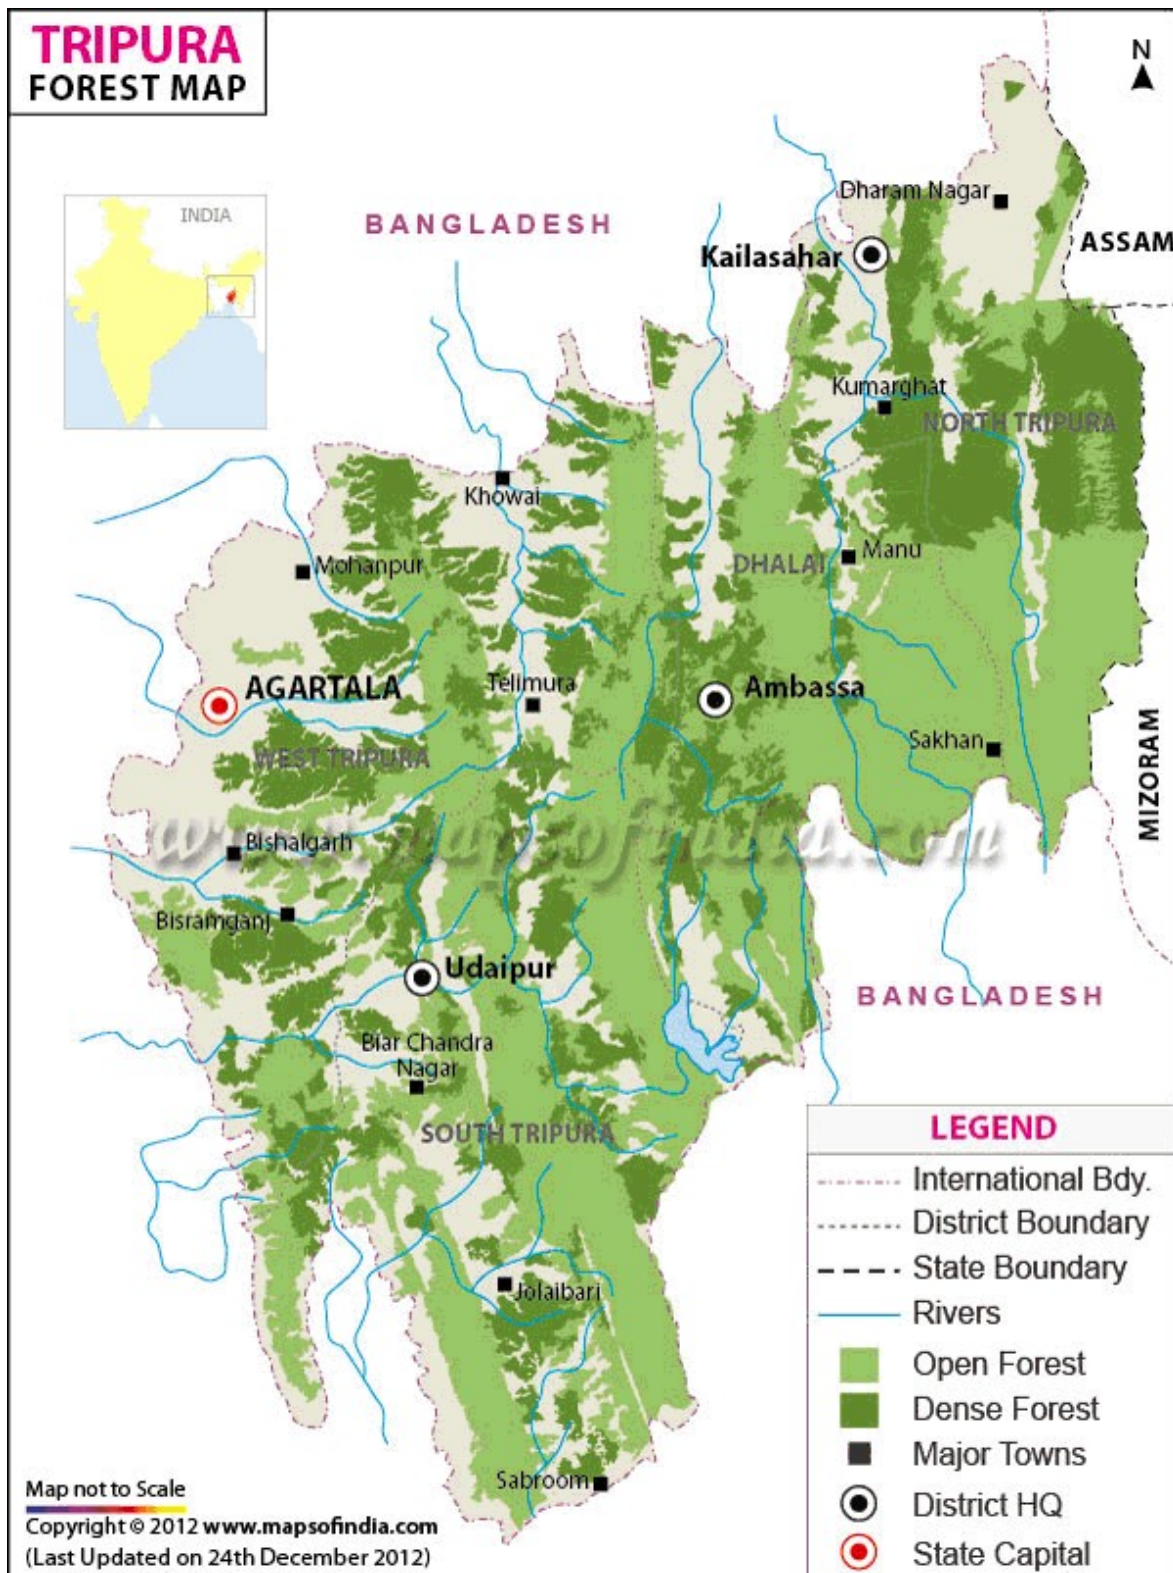 TRIPURA
FOREST MAP
N
INDIA
BANGLADESH
Dharam Nagar
ASSAM
Kailasahar
Kumarghat
NORTH TRIPURA
Khowai
Mohanpur
DHALAI
Manu
AGARTALA
Telimura
Ambassa
WEST TRIPURA
Sakhan
MIZORAM
www.mapsofindia.com
Bishalgarh
Bisramganj
Udaipur
BANGLADESH
Biar Chandra
Nagar
SOUTH TRIPURA
Jolaibari
Sabroom
LEGEND
International Bdy.
District Boundary
State Boundary
Rivers
Open Forest
Dense Forest
Major Towns
District HQ
State Capital
Map not to Scale
Copyright © 2012 www.mapsofindia.com
(Last Updated on 24th December 2012)